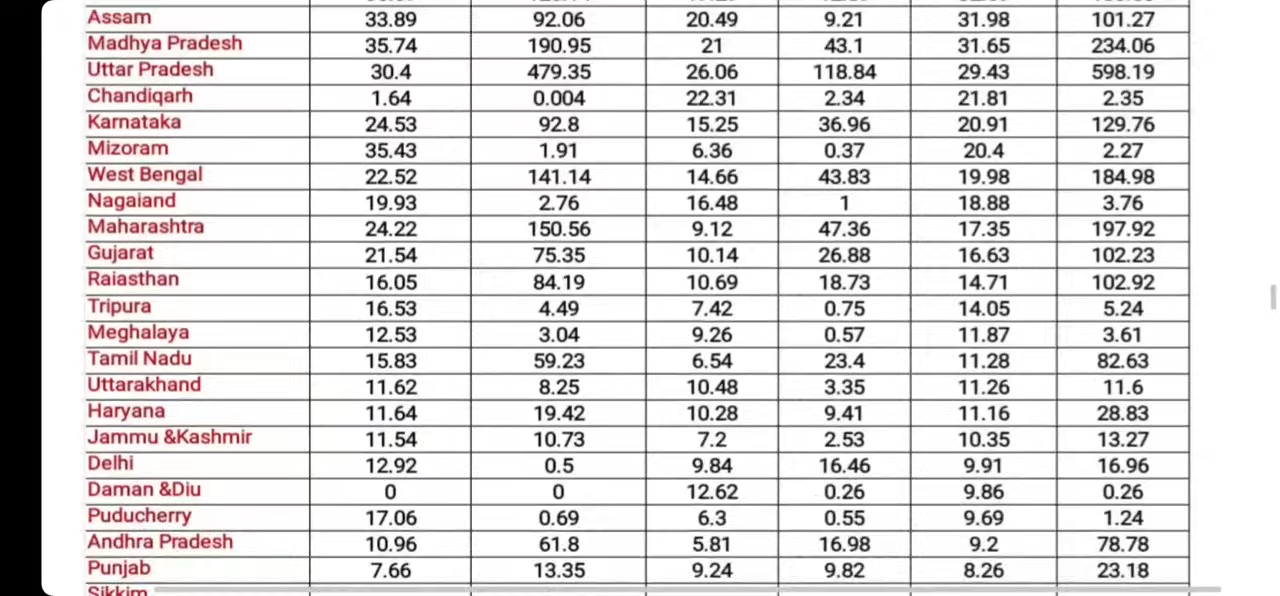 Assam 33.89 92.06 20.49 9.21 31.98 101.27
Madhya Pradesh 35.74 190.95 21 43.1 31.65 234.06
Uttar Pradesh 30.4 479.35 26.06 118.84 29.43 598.19
Chandiqarh 1.64 0.004 22.31 2.34 21.81 2.35
Karnataka 24.53 92.8 15.25 36.96 20.91 129.76
Mizoram 35.43 1.91 6.36 0.37 20.4 2.27
West Bengal 22.52 141.14 14.66 43.83 19.98 184.98
Nagaiand 19.93 2.76 16.48 1 18.88 3.76
Maharashtra 24.22 150.56 9.12 47.36 17.35 197.92
Gujarat 21.54 75.35 10.14 26.88 16.63 102.23
Raiasthan 16.05 84.19 10.69 18.73 14.71 102.92
Tripura 16.53 4.49 7.42 0.75 14.05 5.24
Meghalaya 12.53 3.04 9.26 0.57 11.87 3.61
Tamil Nadu 15.83 59.23 6.54 23.4 11.28 82.63
Uttarakhand 11.62 8.25 10.48 3.35 11.26 11.6
Haryana 11.64 19.42 10.28 9.41 11.16 28.83
Jammu &Kashmir 11.54 10.73 7.2 2.53 10.35 13.27
Delhi 12.92 0.5 9.84 16.46 9.91 16.96
Daman &Diu 0 0 12.62 0.26 9.86 0.26
Puducherry 17.06 0.69 6.3 0.55 9.69 1.24
Andhra Pradesh 10.96 61.8 5.81 16.98 9.2 78.78
Punjab 7.66 13.35 9.24 9.82 8.26 23.18
Sikkim